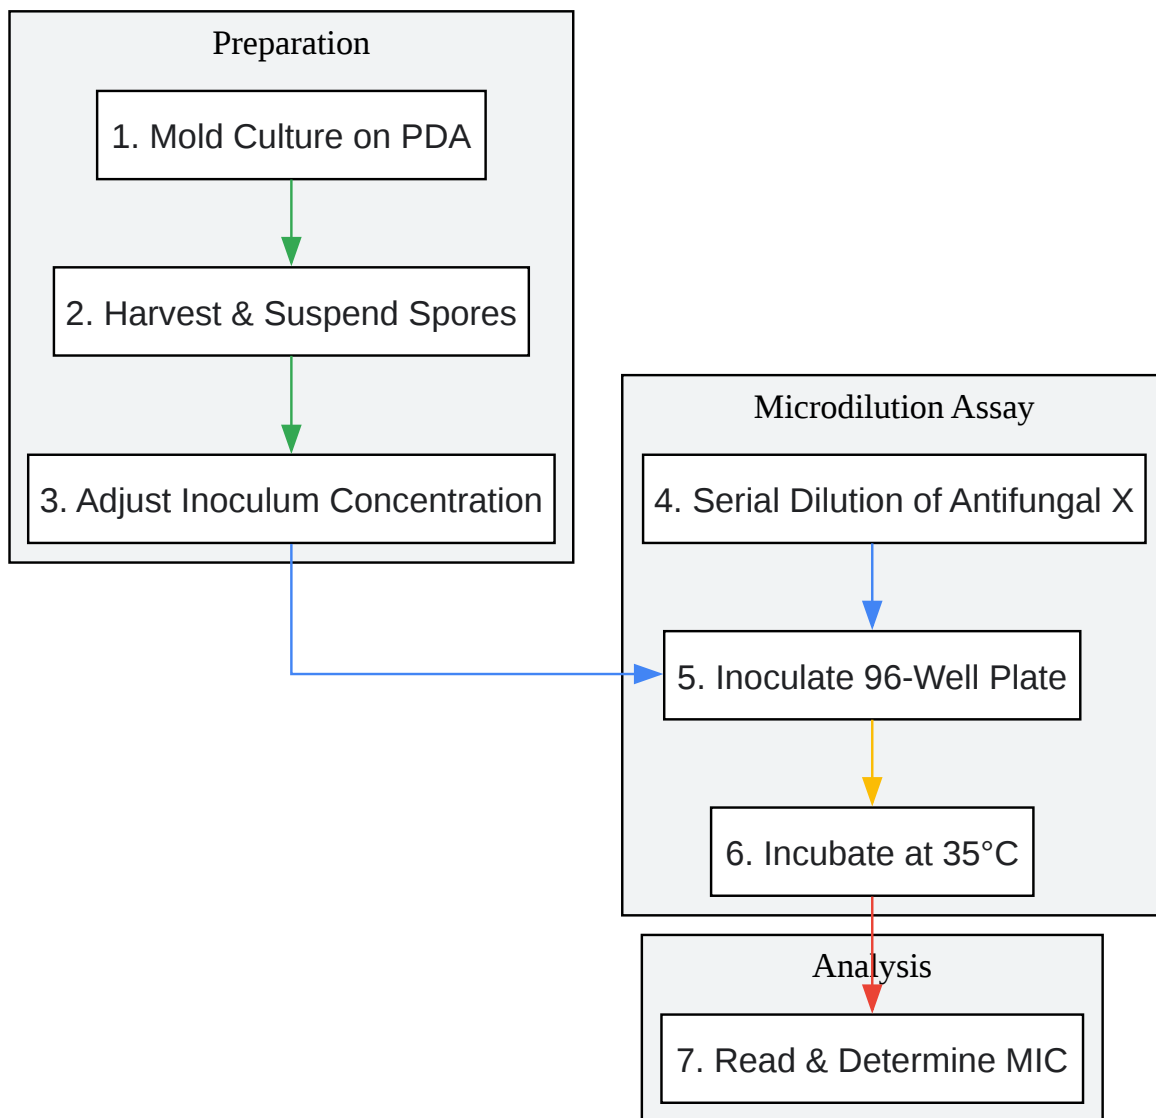 Preparation
1. Mold Culture on PDA
2. Harvest & Suspend Spores
3. Adjust Inoculum Concentration
Microdilution Assay
4. Serial Dilution of Antifungal X
5. Inoculate 96-Well Plate
6. Incubate at 35°C
Analysis
7. Read & Determine MIC